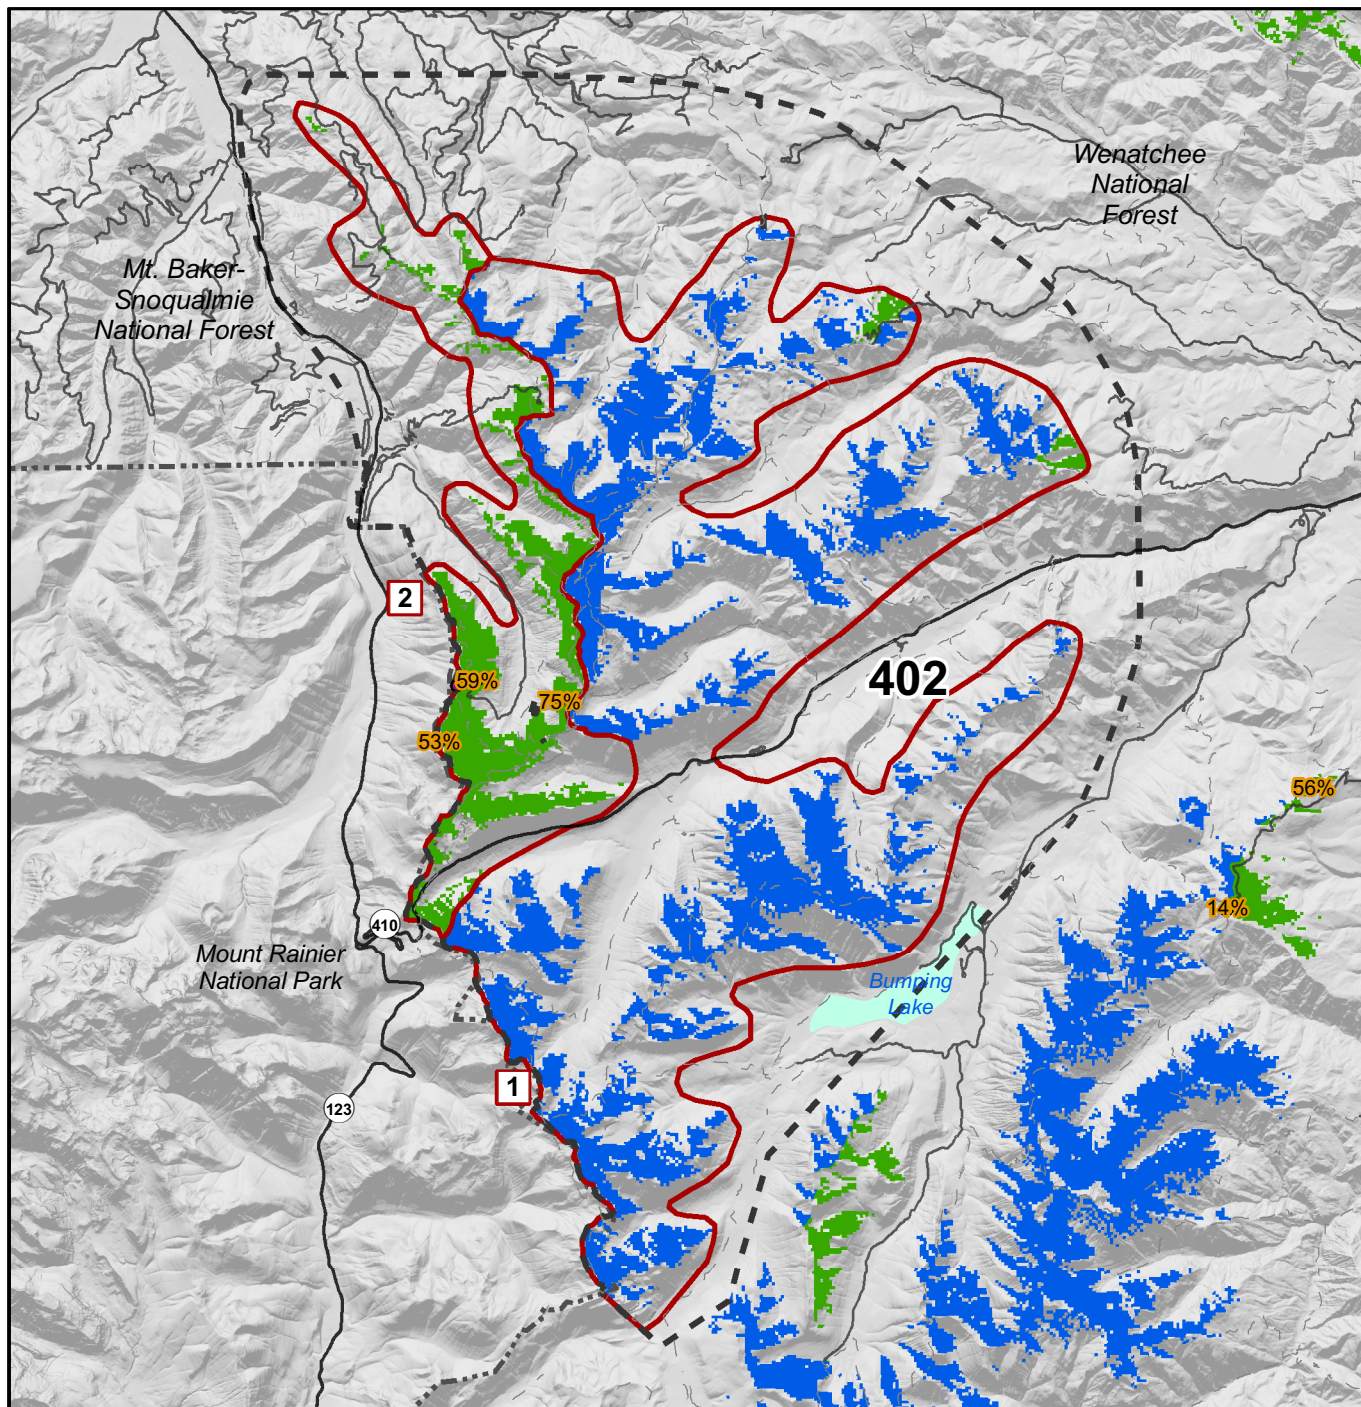 Wenatchee
National
Forest
Mt. Baker-
Snoqualmie
National Forest
2
59%
75%
53%
402
56%
14%
410
Mount Rainier
National Park
Bumping
Lake
1
123